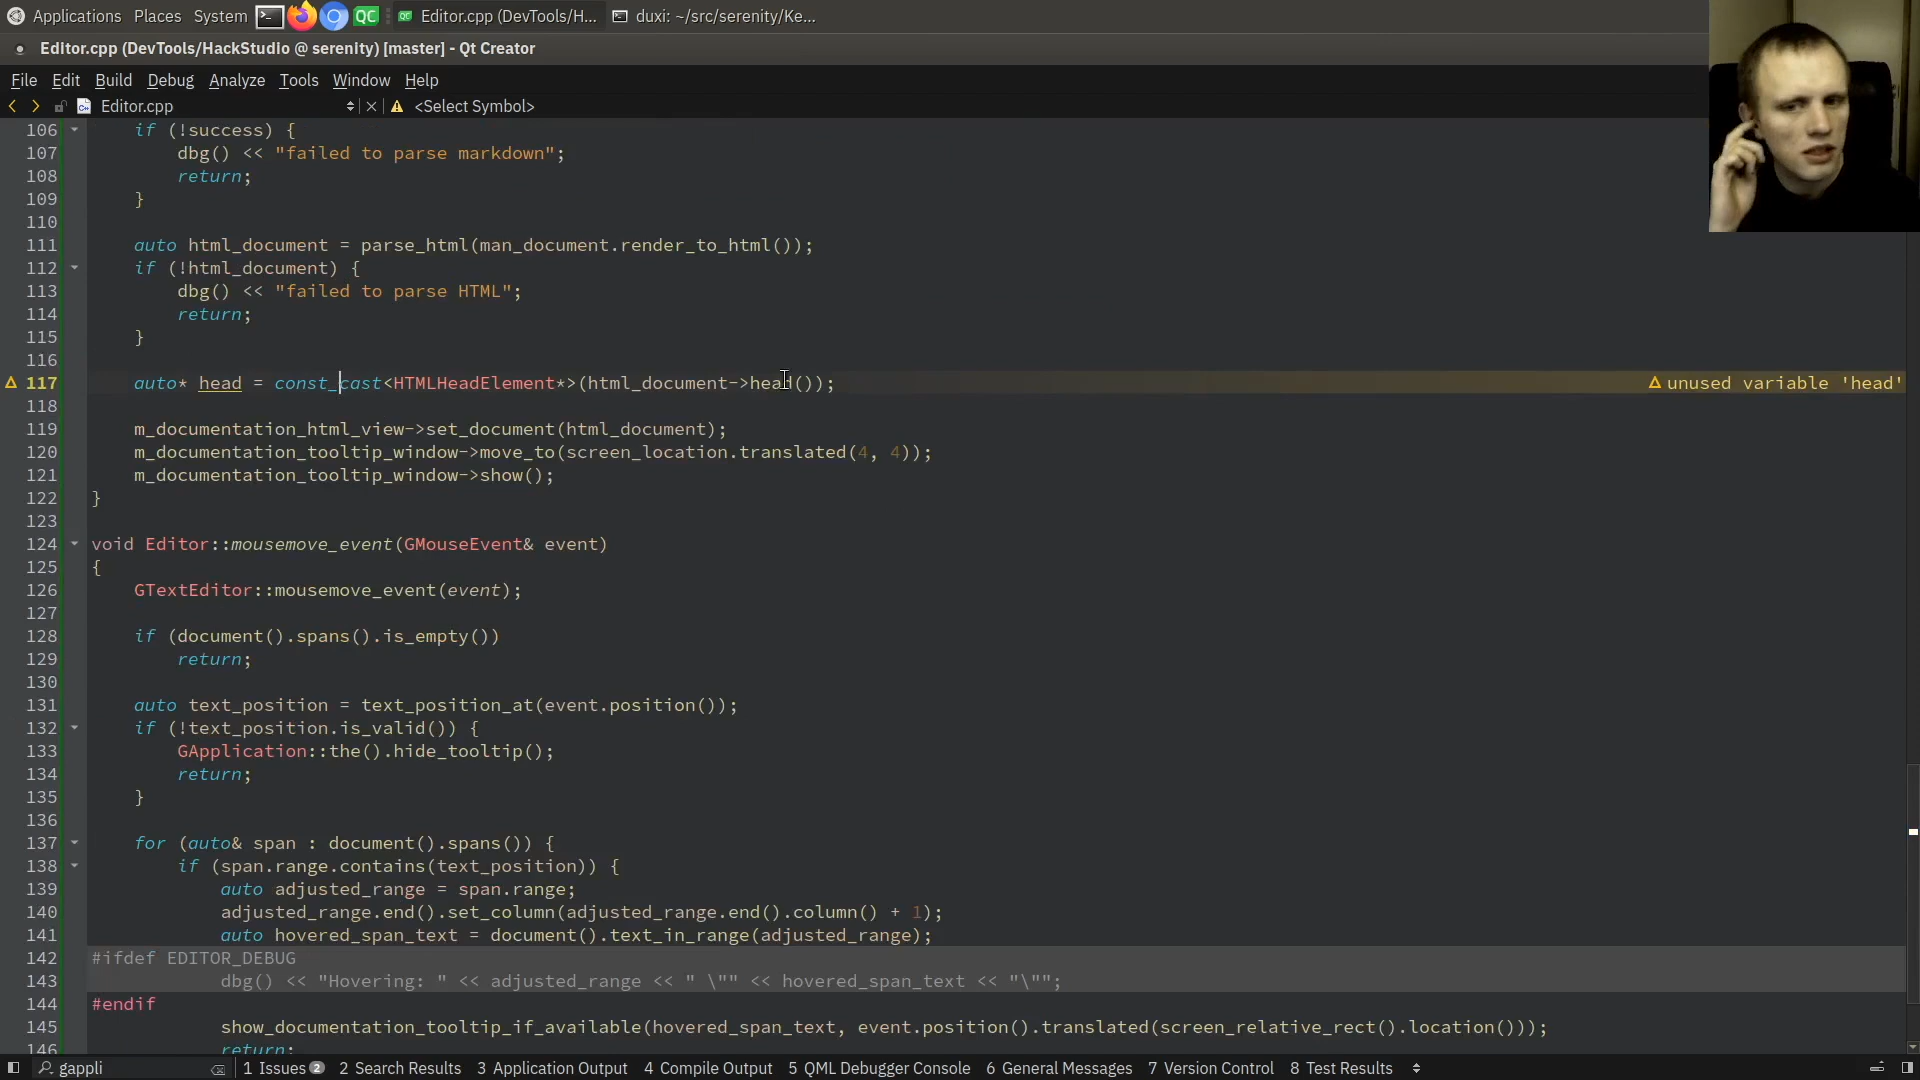 Applications Places System QC QC Editor.cpp (DevTools/H... duxi: ~/src/serenity/Ke...
Editor.cpp (DevTools/HackStudio @ serenity) [master] - Qt Creator
File Edit Build Debug Analyze Tools Window Help
Editor.cpp <Select Symbol>
106 if (!success) {
107 dbg() << "failed to parse markdown";
108 return;
109 }
110
111 auto html_document = parse_html(man_document.render_to_html());
112 if (!html_document) {
113 dbg() << "failed to parse HTML";
114 return;
115 }
116
117 auto* head = const_cast<HTMLHeadElement*>(html_document->head()); unused variable 'head'
118
119 m_documentation_html_view->set_document(html_document);
120 m_documentation_tooltip_window->move_to(screen_location.translated(4, 4));
121 m_documentation_tooltip_window->show();
122 }
123
124 void Editor::mousemove_event(GMouseEvent& event)
125 {
126 GTextEditor::mousemove_event(event);
127
128 if (document().spans().is_empty())
129 return;
130
131 auto text_position = text_position_at(event.position());
132 if (!text_position.is_valid()) {
133 GApplication::the().hide_tooltip();
134 return;
135 }
136
137 for (auto& span : document().spans()) {
138 if (span.range.contains(text_position)) {
139 auto adjusted_range = span.range;
140 adjusted_range.end().set_column(adjusted_range.end().column() + 1);
141 auto hovered_span_text = document().text_in_range(adjusted_range);
142 #ifdef EDITOR_DEBUG
143 dbg() << "Hovering: " << adjusted_range << " \"" << hovered_span_text << "\"";
144 #endif
145 show_documentation_tooltip_if_available(hovered_span_text, event.position().translated(screen_relative_rect().location()));
146 return;
gappli 1 Issues 2 2 Search Results 3 Application Output 4 Compile Output 5 QML Debugger Console 6 General Messages 7 Version Control 8 Test Results